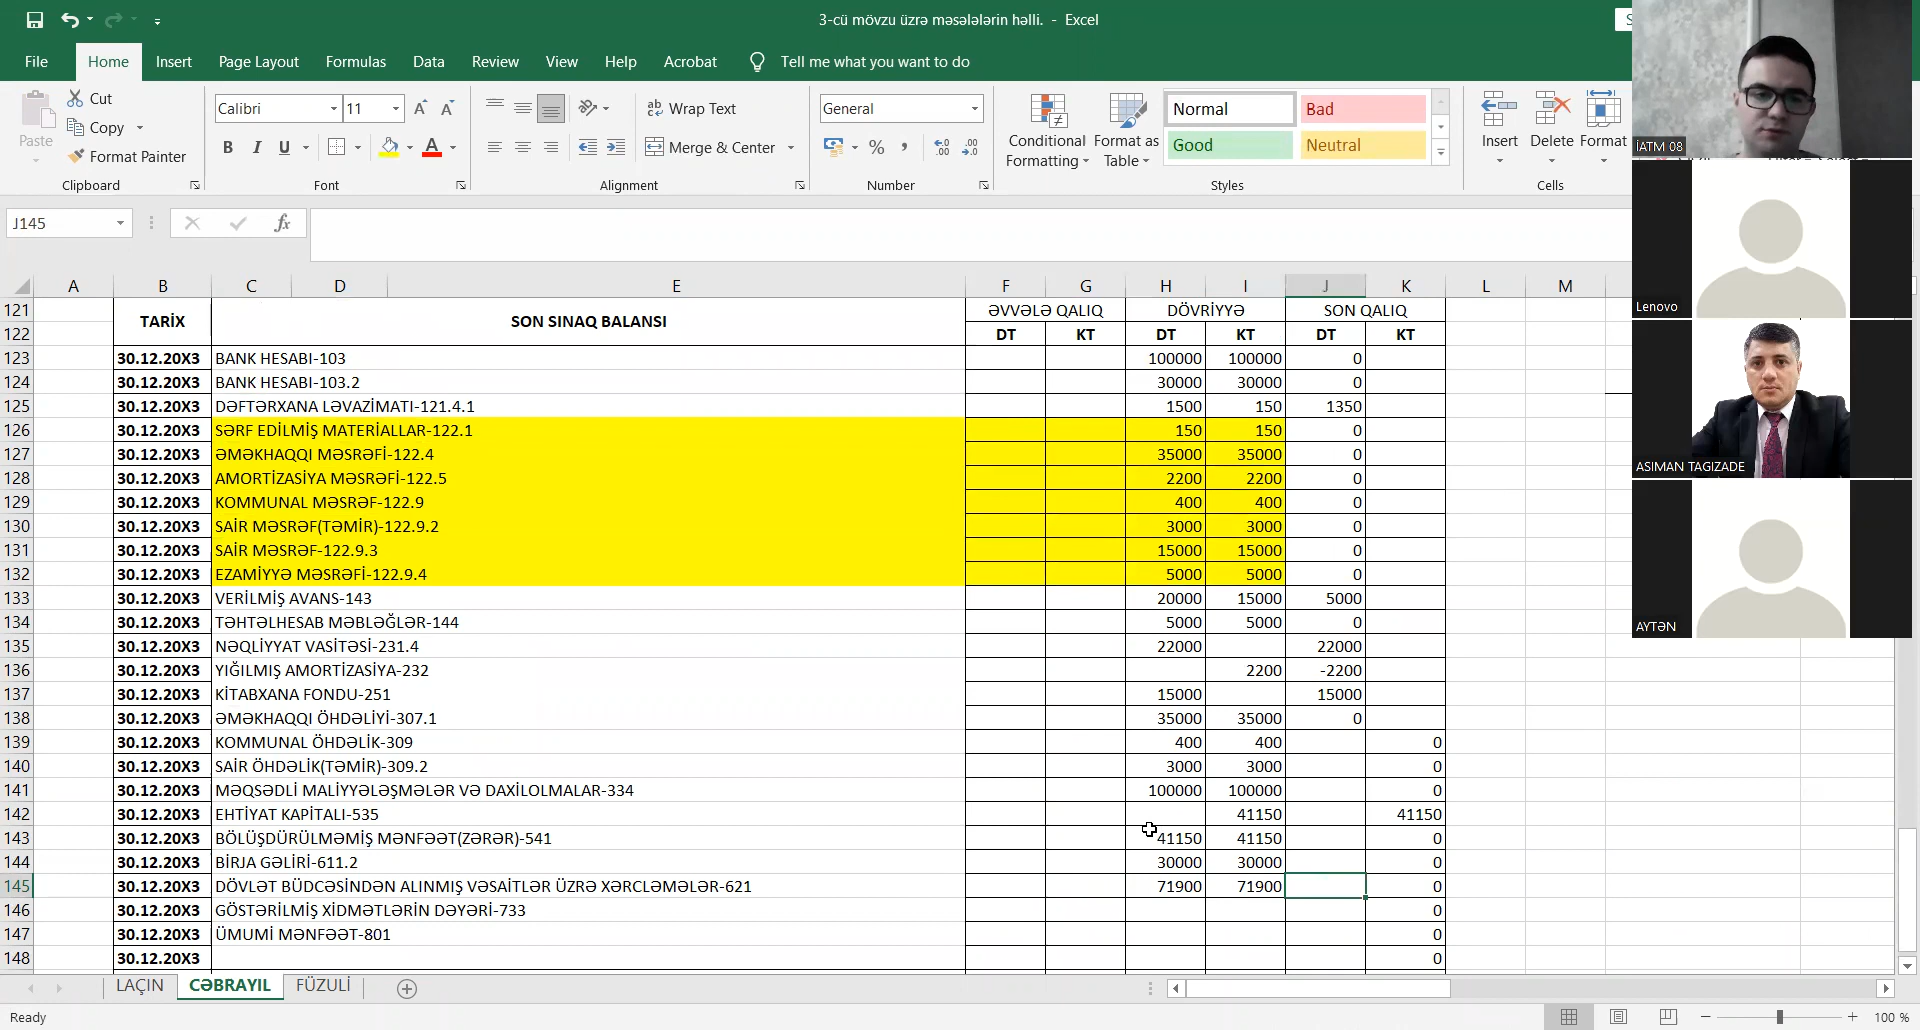 3-cü mövzu üzrə məsələlərin həlli. - Excel
File Home Insert Page Layout Formulas Data Review View Help Acrobat Tell me what you want to do
Paste
Cut
Copy
Format Painter
Clipboard
Calibri 11
B I U
Font
Wrap Text
Merge & Center
Alignment
General
Number
Conditional Formatting
Format as Table
Normal Bad
Good Neutral
Styles
Insert Delete Format
Cells
İATM 08
Lenovo
ASIMAN TAGIZADE
AYTƏN
J145
fx
A B C D E F G H I J K L M
121 TARİX SON SINAQ BALANSI ƏVVƏLƏ QALIQ DÖVRİYYƏ SON QALIQ
122 DT KT DT KT DT KT
123 30.12.20X3 BANK HESABI-103 100000 100000 0
124 30.12.20X3 BANK HESABI-103.2 30000 30000 0
125 30.12.20X3 DƏFTƏRXANA LƏVAZİMATI-121.4.1 1500 150 1350
126 30.12.20X3 SƏRF EDİLMİŞ MATERİALLAR-122.1 150 150 0
127 30.12.20X3 ƏMƏKHAQQI MƏSRƏFİ-122.4 35000 35000 0
128 30.12.20X3 AMORTİZASİYA MƏSRƏFİ-122.5 2200 2200 0
129 30.12.20X3 KOMMUNAL MƏSRƏF-122.9 400 400 0
130 30.12.20X3 SAİR MƏSRƏF(TƏMİR)-122.9.2 3000 3000 0
131 30.12.20X3 SAİR MƏSRƏF-122.9.3 15000 15000 0
132 30.12.20X3 EZAMİYYƏ MƏSRƏFİ-122.9.4 5000 5000 0
133 30.12.20X3 VERİLMİŞ AVANS-143 20000 15000 5000
134 30.12.20X3 TƏHTƏLHESAB MƏBLƏĞLƏR-144 5000 5000 0
135 30.12.20X3 NƏQLİYYAT VASİTƏSİ-231.4 22000 22000
136 30.12.20X3 YIĞILMIŞ AMORTİZASİYA-232 2200 -2200
137 30.12.20X3 KİTABXANA FONDU-251 15000 15000
138 30.12.20X3 ƏMƏKHAQQI ÖHDƏLİYİ-307.1 35000 35000 0
139 30.12.20X3 KOMMUNAL ÖHDƏLİK-309 400 400 0
140 30.12.20X3 SAİR ÖHDƏLİK(TƏMİR)-309.2 3000 3000 0
141 30.12.20X3 MƏQSƏDLİ MALİYYƏLƏŞMƏLƏR VƏ DAXİLOLMALAR-334 100000 100000 0
142 30.12.20X3 EHTİYAT KAPİTALI-535 41150 41150
143 30.12.20X3 BÖLÜŞDÜRÜLMƏMİŞ MƏNFƏƏT(ZƏRƏR)-541 41150 41150 0
144 30.12.20X3 BİRJA GƏLİRİ-611.2 30000 30000 0
145 30.12.20X3 DÖVLƏT BÜDCƏSİNDƏN ALINMIŞ VƏSAİTLƏR ÜZRƏ XƏRCLƏMƏLƏR-621 71900 71900 0
146 30.12.20X3 GÖSTƏRİLMİŞ XİDMƏTLƏRİN DƏYƏRİ-733 0
147 30.12.20X3 ÜMUMİ MƏNFƏƏT-801 0
148 30.12.20X3 0
LAÇIN CƏBRAYIL FÜZULİ
Ready 100 %